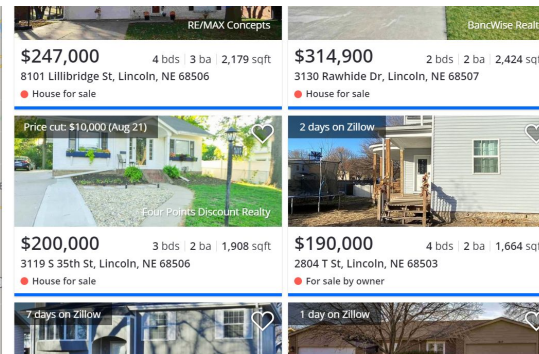 RE/MAX Concepts
$247,000 4 bds | 3 ba | 2,179 sqft
8101 Lillibridge St, Lincoln, NE 68506
House for sale
BancWise Realt
$314,900 2 bds | 2 ba | 2,424 sqft
3130 Rawhide Dr, Lincoln, NE 68507
House for sale
Price cut: $10,000 (Aug 21)
Four Points Discount Realty
$200,000 3 bds | 2 ba | 1,908 sqft
3119 S 35th St, Lincoln, NE 68506
House for sale
2 days on Zillow
$190,000 4 bds | 2 ba | 1,664 sqft
2804 T St, Lincoln, NE 68503
For sale by owner
7 days on Zillow
1 day on Zillow